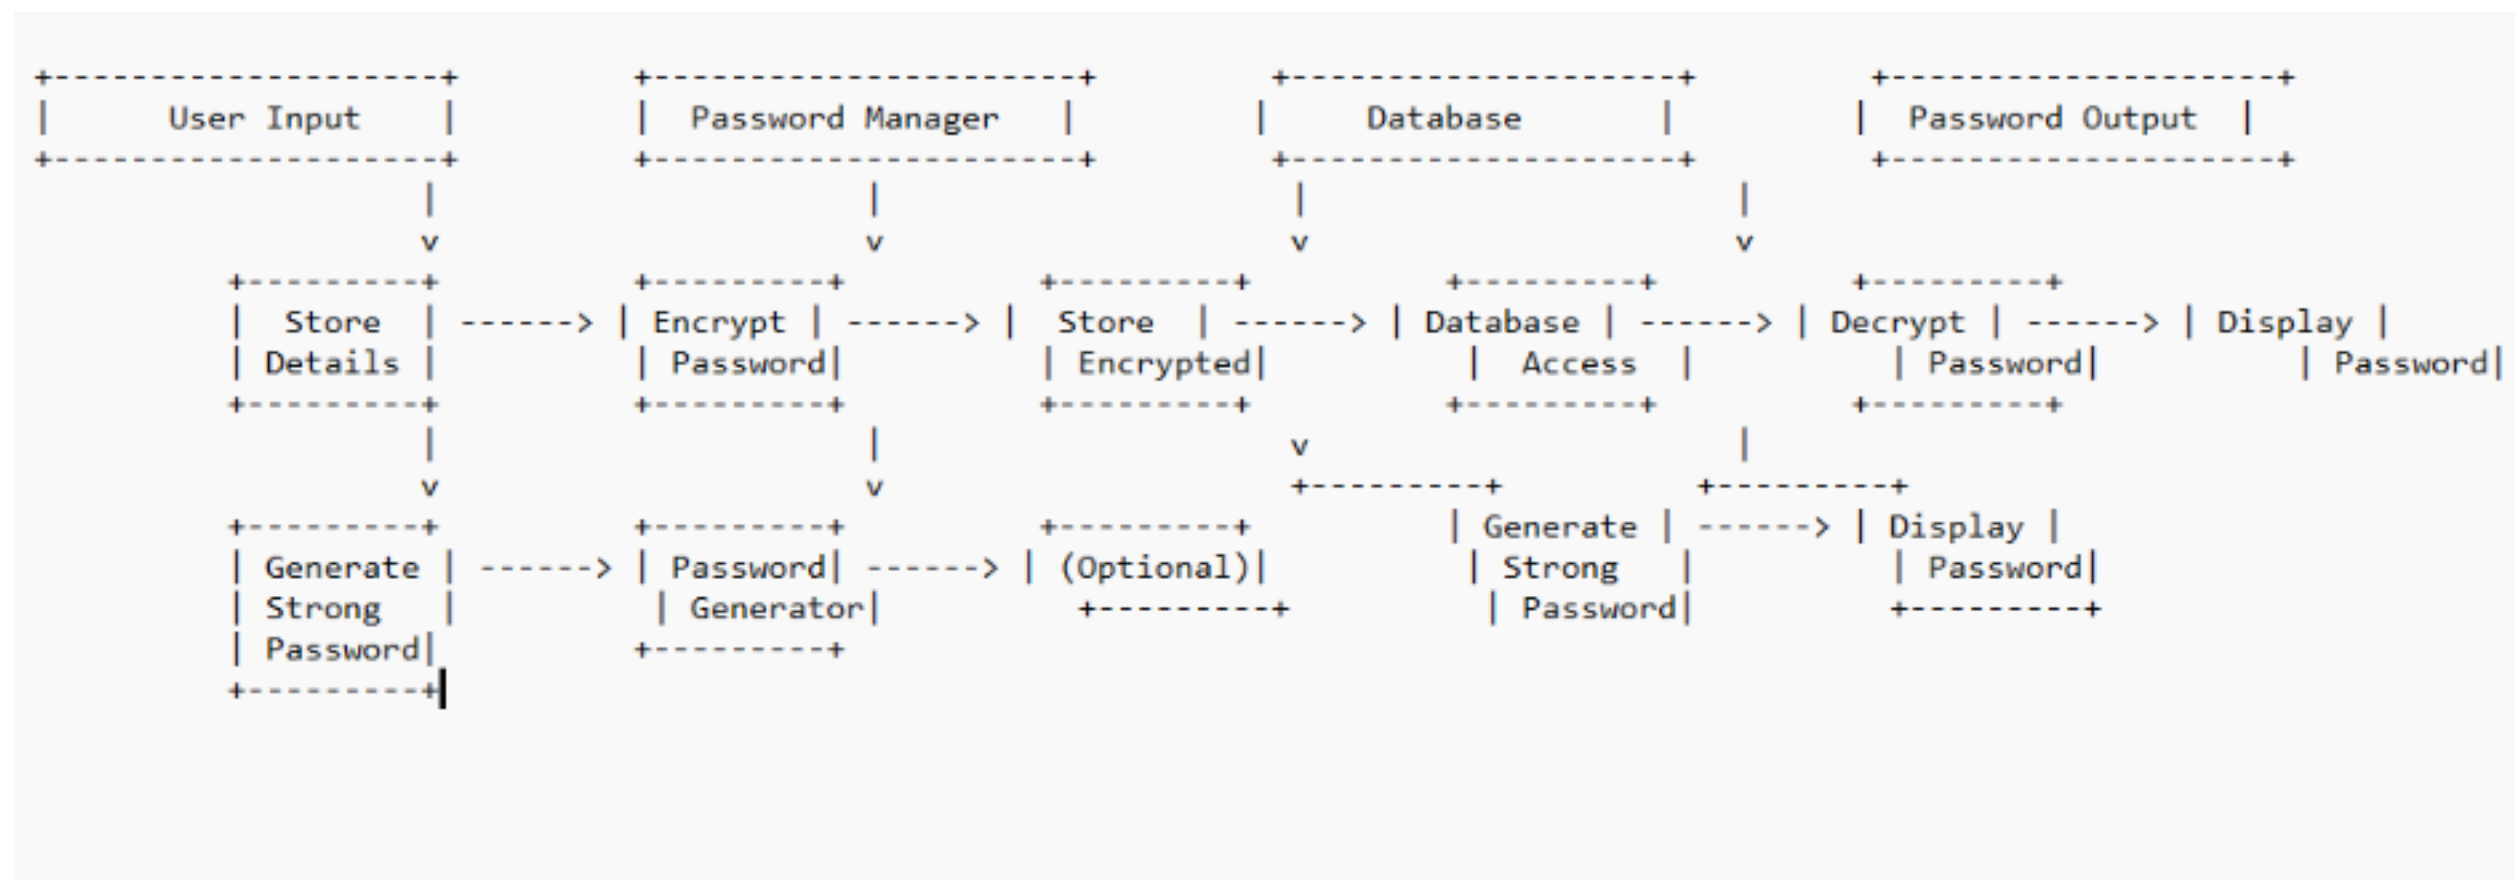 +--------------------+         +----------------------+         +--------------------+         +--------------------+
|      User Input    |         |  Password Manager   |         |     Database       |         |  Password Output  |
+--------------------+         +----------------------+         +--------------------+         +--------------------+
                    |                      |                     |                      |
                    v                      v                     v                      v
          +---------+          +---------+          +---------+          +---------+          +---------+
          |  Store  | ------> | Encrypt | ------> |  Store  | ------> | Database | ------> | Decrypt | ------> | Display |
          | Details |          | Password|          | Encrypted|          |  Access  |          | Password|          | Password|
          +---------+          +---------+          +---------+          +---------+          +---------+
                    |                      |                     v                      |
                    v                      v                     +---------+          +---------+
          +---------+          +---------+          +---------+          | Generate | ------> | Display |
          | Generate | ------> | Password| ------> | (Optional)|          | Strong   |         | Password|
          | Strong   |          | Generator|          +---------+          | Password|          +---------+
          | Password|          +---------+
          +---------+